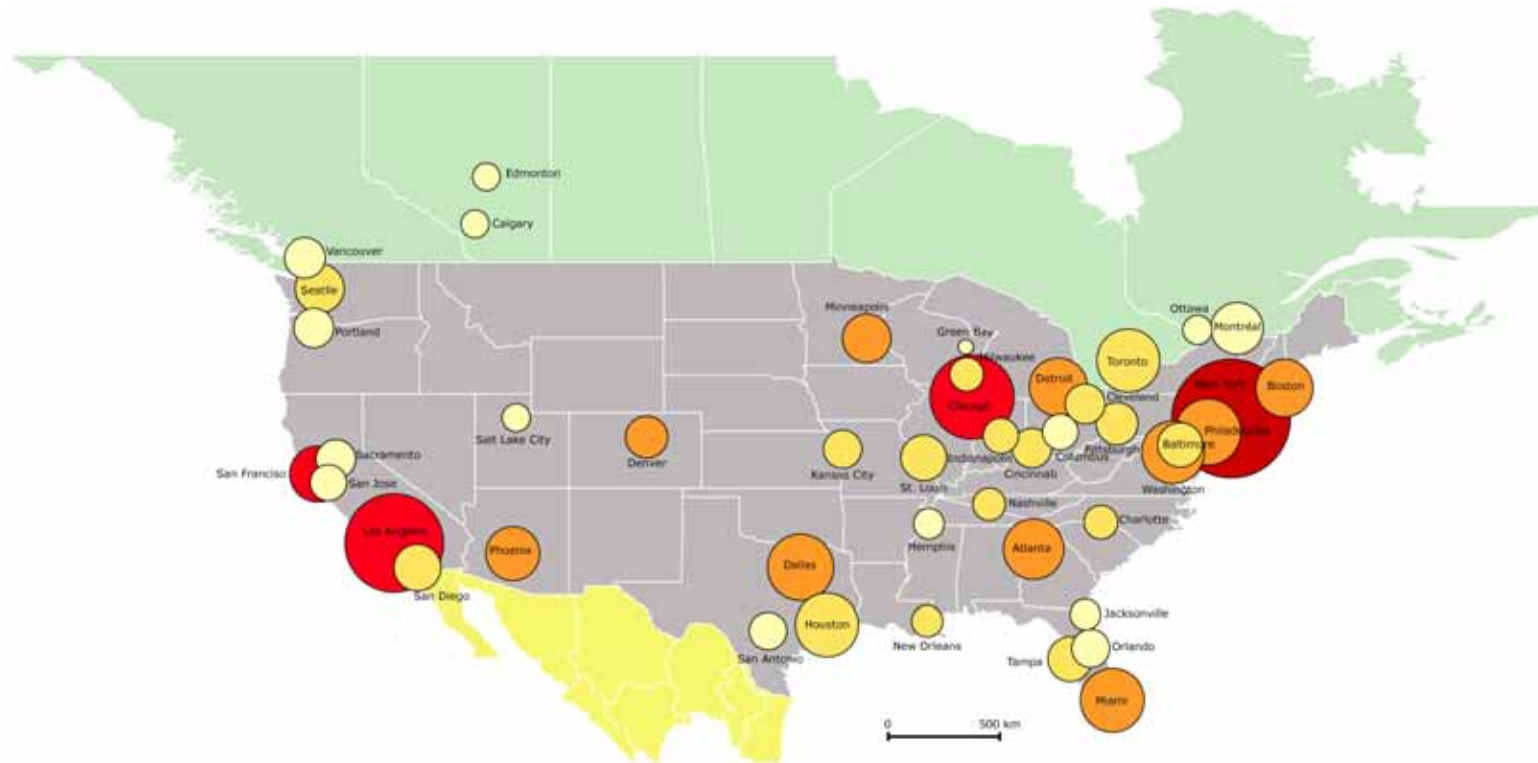 Edmonton
Calgary
Vancouver
Seattle
Portland
Minneapolis
Green Bay
Milwaukee
Chicago
Ottawa
Montréal
Toronto
Detroit
Cleveland
New York
Boston
Philadelphia
Baltimore
Pittsburgh
Columbus
Washington
Salt Lake City
Denver
Kansas City
St. Louis
Indianapolis
Cincinnati
Sacramento
San Franciso
San Jose
Los Angeles
San Diego
Phoenix
Nashville
Charlotte
Memphis
Atlanta
Dallas
Houston
San Antonio
New Orleans
Jacksonville
Orlando
Tampa
Miami
0 500 km